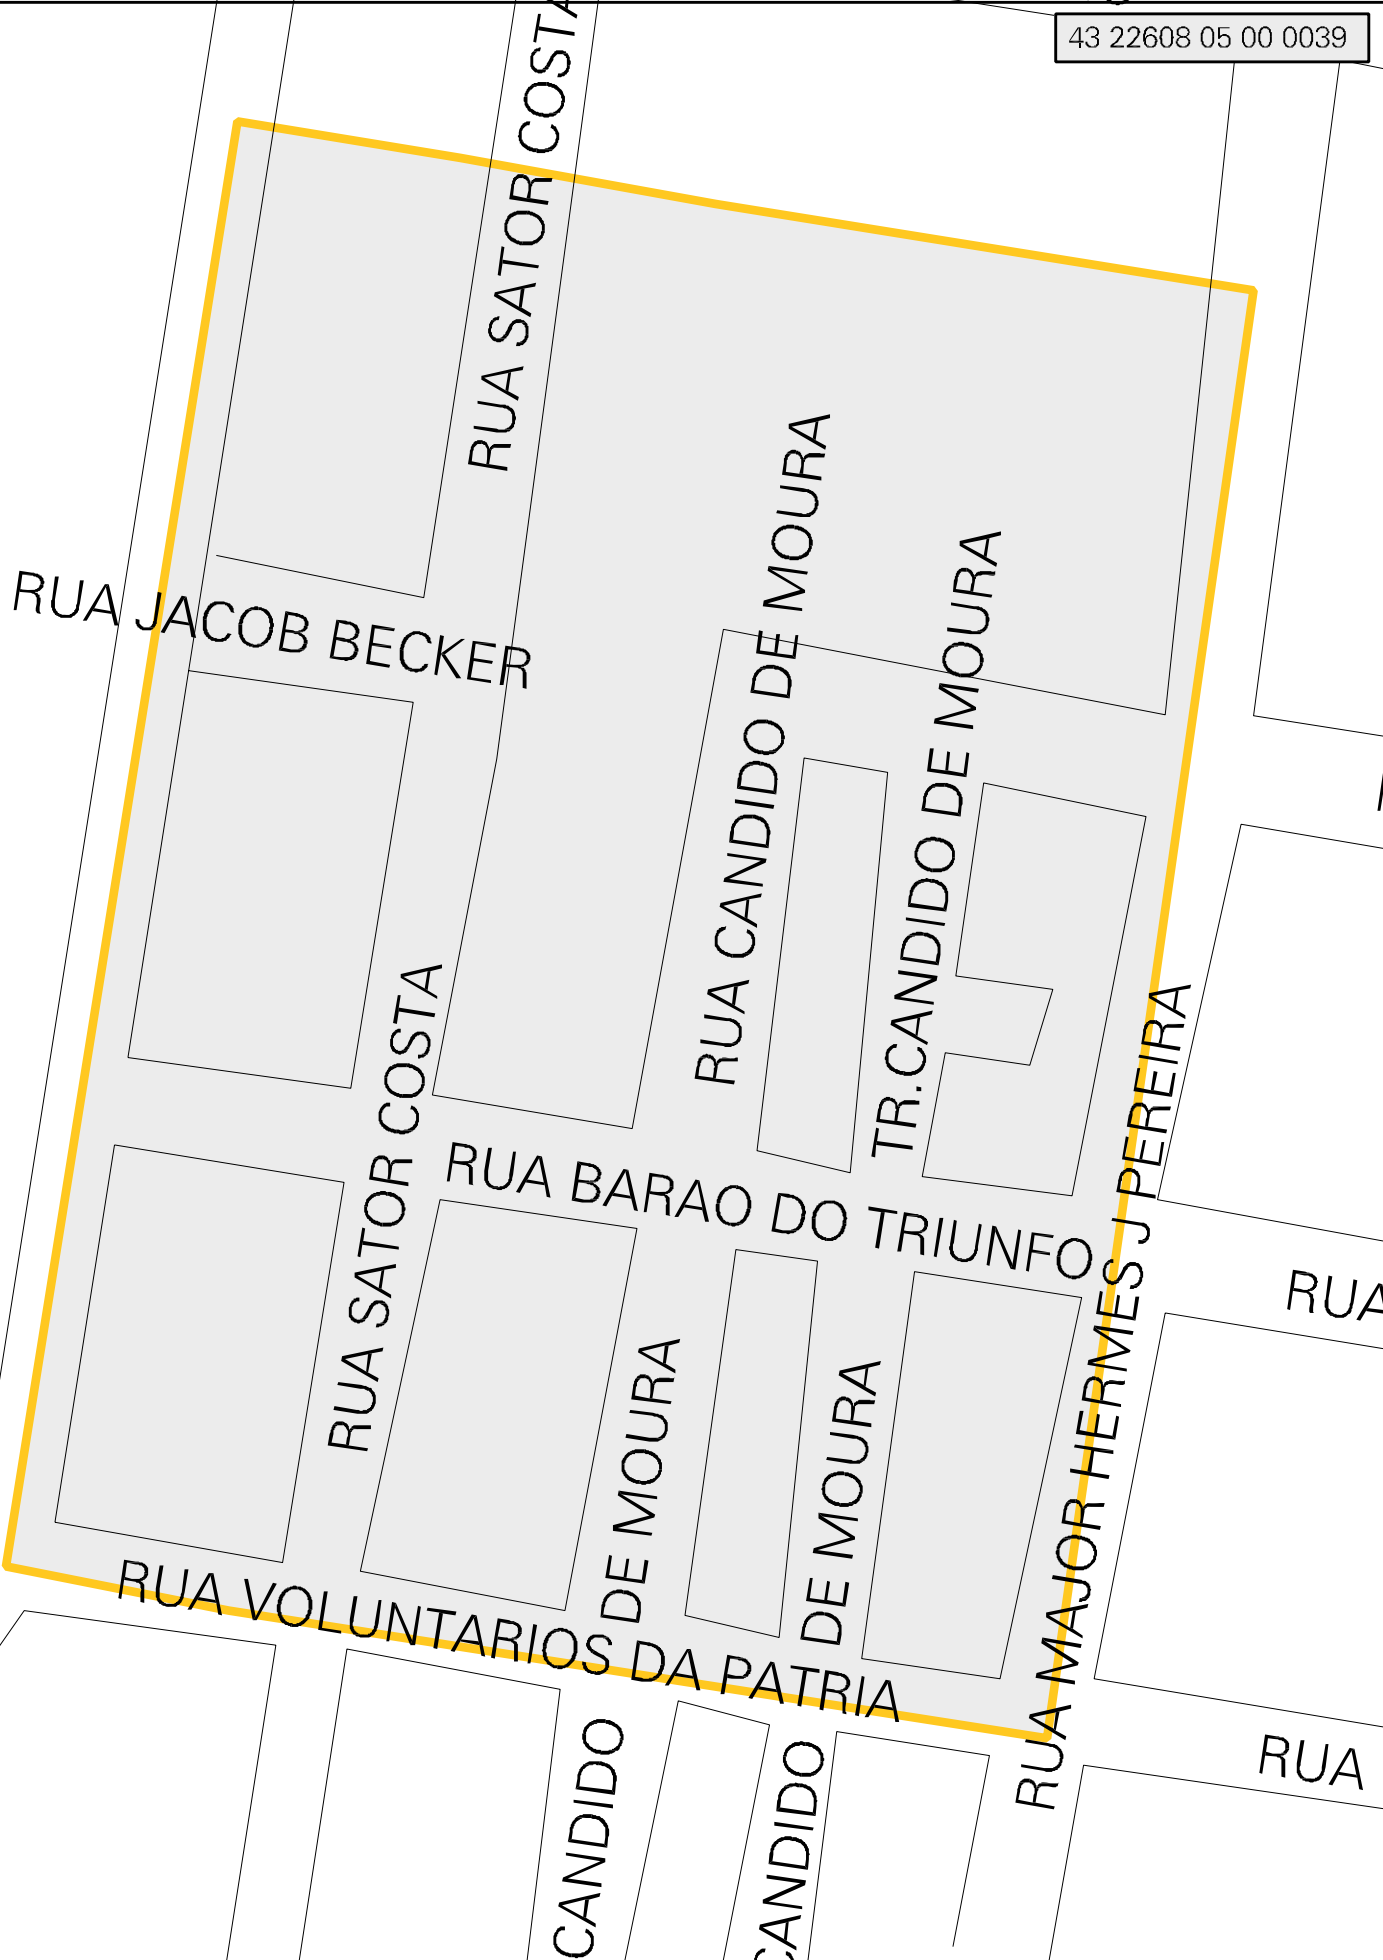 43 22608 05 00 0039
RUA SATOR COSTA
RUA JACOB BECKER
RUA CANDIDO DE MOURA
TR.CANDIDO DE MOURA
RUA SATOR COSTA
RUA BARAO DO TRIUNFO
RUA MAJOR HERMES J PEREIRA
RUA
CANDIDO DE MOURA
CANDIDO DE MOURA
RUA VOLUNTARIOS DA PATRIA
RUA